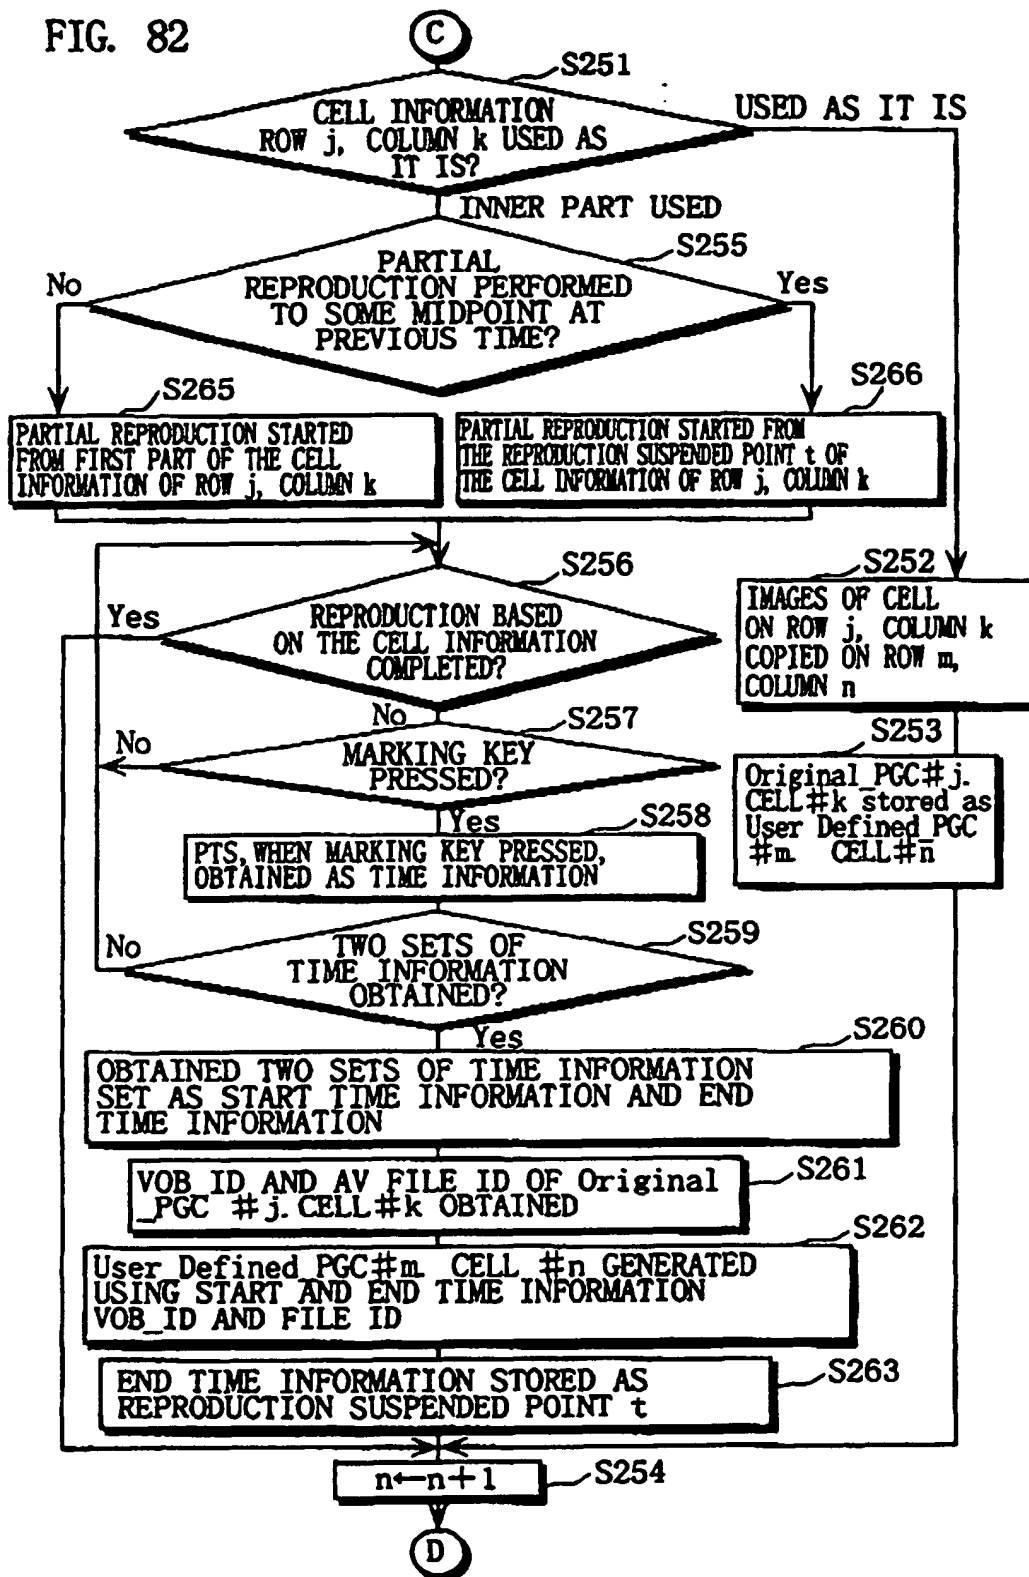 FIG. 82
C
S251
CELL INFORMATION
ROW j, COLUMN k USED AS
IT IS?
USED AS IT IS
INNER PART USED
S255
PARTIAL
REPRODUCTION PERFORMED
TO SOME MIDPOINT AT
PREVIOUS TIME?
No
Yes
S265
PARTIAL REPRODUCTION STARTED
FROM FIRST PART OF THE CELL
INFORMATION OF ROW j, COLUMN k
S266
PARTIAL REPRODUCTION STARTED FROM
THE REPRODUCTION SUSPENDED POINT t OF
THE CELL INFORMATION OF ROW j, COLUMN k
S256
Yes
REPRODUCTION BASED
ON THE CELL INFORMATION
COMPLETED?
No
S252
IMAGES OF CELL
ON ROW j, COLUMN k
COPIED ON ROW m,
COLUMN n
S257
No
MARKING KEY
PRESSED?
Yes
S253
Original_PGC#j.
CELL#k stored as
User Defined_PGC
#m. CELL#n
S258
PTS, WHEN MARKING KEY PRESSED,
OBTAINED AS TIME INFORMATION
S259
No
TWO SETS OF
TIME INFORMATION
OBTAINED?
Yes
S260
OBTAINED TWO SETS OF TIME INFORMATION
SET AS START TIME INFORMATION AND END
TIME INFORMATION
S261
VOB_ID AND AV FILE ID OF Original
_PGC #j. CELL#k OBTAINED
S262
User_Defined_PGC#m. CELL #n GENERATED
USING START AND END TIME INFORMATION
VOB_ID AND FILE ID
S263
END TIME INFORMATION STORED AS
REPRODUCTION SUSPENDED POINT t
S254
n←n+1
D